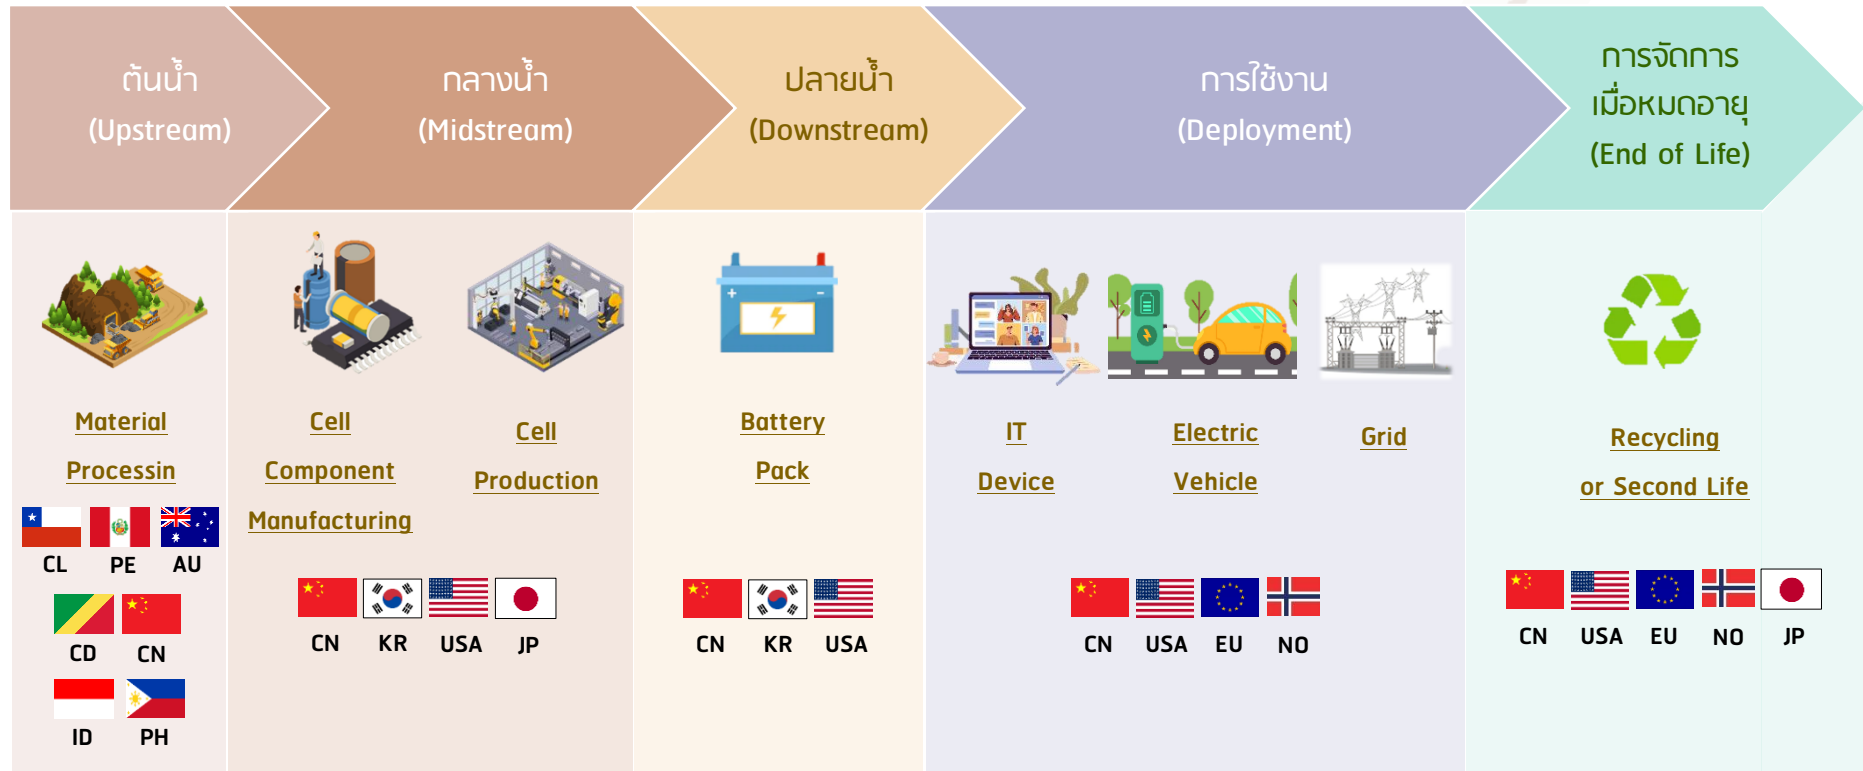 ต้นน้ำ
(Upstream)
กลางน้ำ
(Midstream)
ปลายน้ำ
(Downstream)
การใช้งาน
(Deployment)
การจัดการ
เมื่อหมดอายุ
(End of Life)
Material
Processin
CL PE AU
CD CN
ID PH
Cell
Component
Manufacturing
Cell
Production
CN KR USA JP
Battery
Pack
CN KR USA
IT
Device
Electric
Vehicle
Grid
CN USA EU NO
Recycling
or Second Life
CN USA EU NO JP